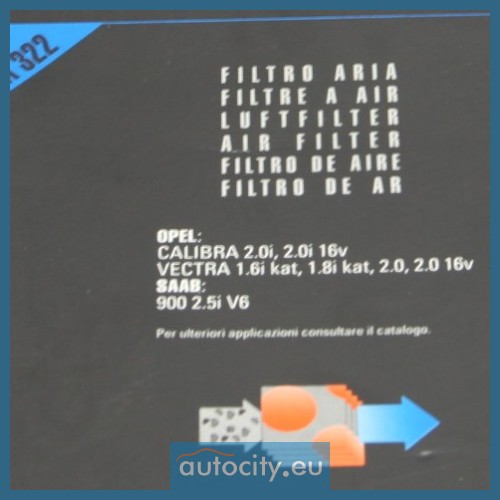 322
FILTRO ARIA
FILTRE A AIR
LUFTFILTER
AIR FILTER
FILTRO DE AIRE
FILTRO DE AR
OPEL:
CALIBRA 2.0i, 2.0i 16v
VECTRA 1.6i kat, 1.8i kat, 2.0, 2.0 16v
SAAB:
900 2.5i V6
Per ulteriori applicazioni consultare il catalogo.
autocity.eu